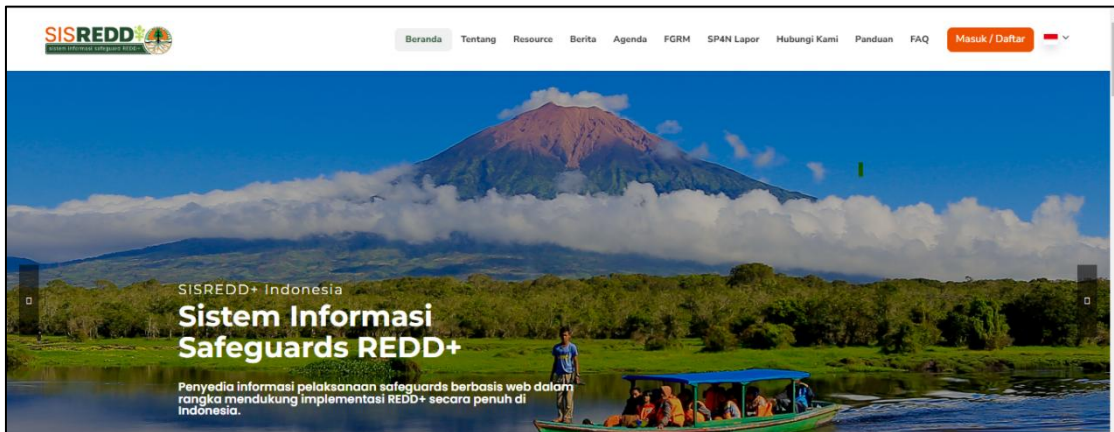 SISREDD+
sistem informasi safeguard REDD+
Beranda Tentang Resource Berita Agenda FGRM SP4N Lapor Hubungi Kami Panduan FAQ Masuk / Daftar
SISREDD+ Indonesia
Sistem Informasi
Safeguards REDD+
Penyedia informasi pelaksanaan safeguards berbasis web dalam
rangka mendukung implementasi REDD+ secara penuh di
Indonesia.